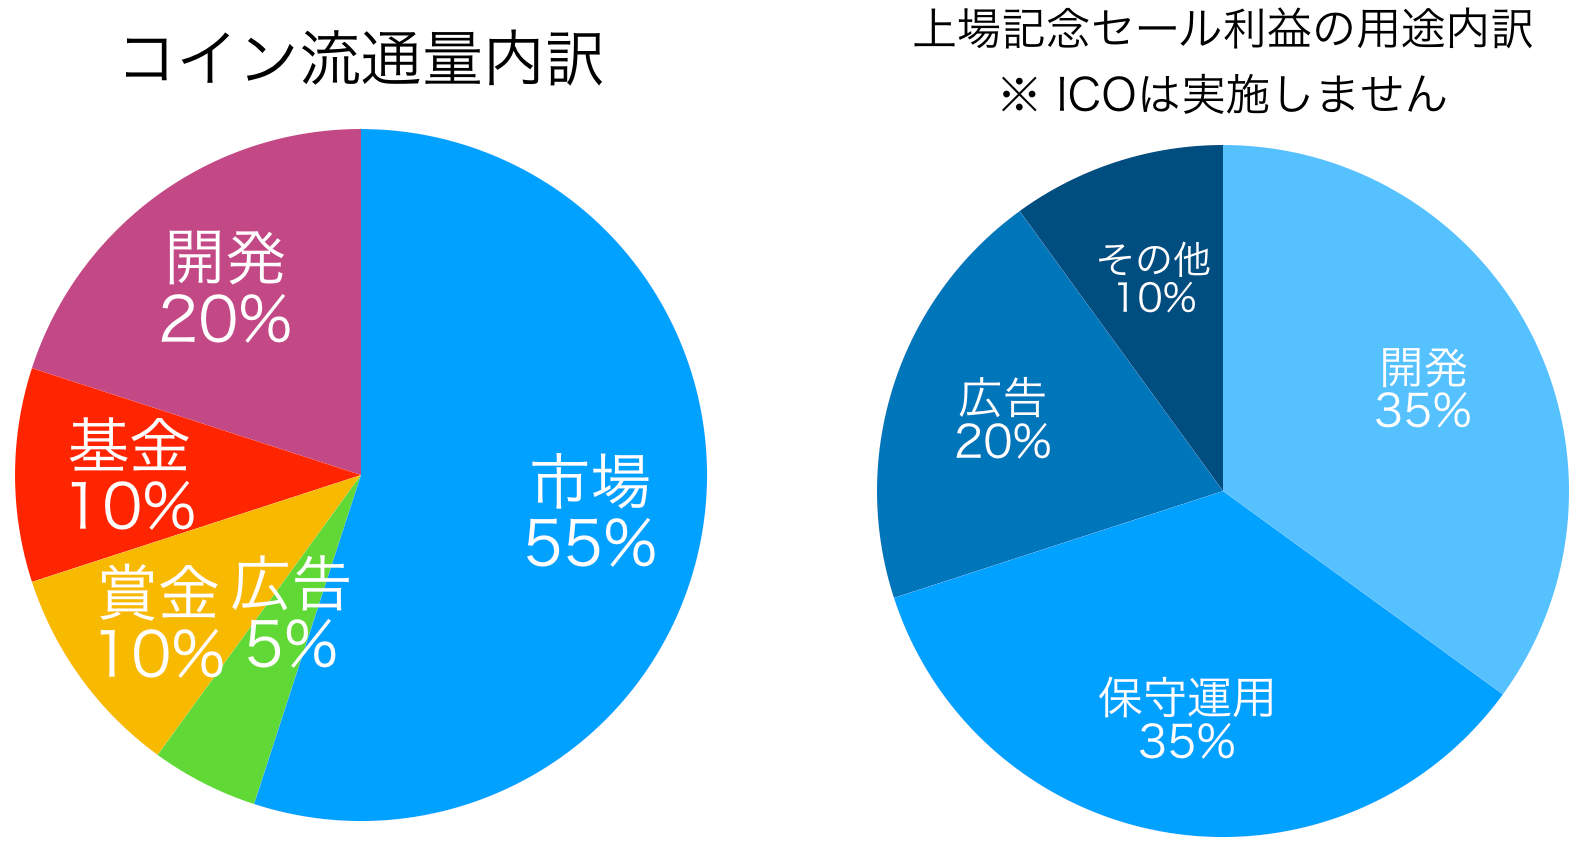 コイン流通量内訳
開発
20%
基金
10%
賞金
10%
広告
5%
市場
55%
上場記念セール利益の用途内訳
※ ICOは実施しません
その他
10%
開発
35%
広告
20%
保守運用
35%